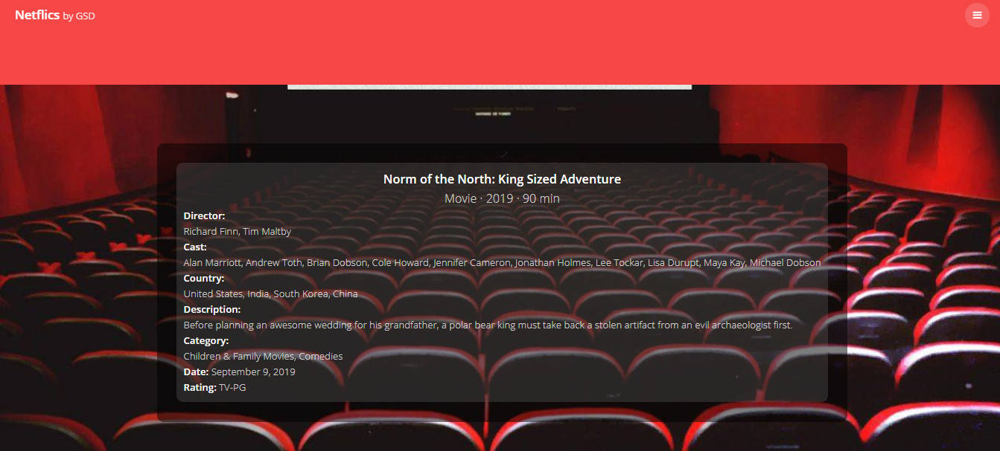 Netflics by GSD
Norm of the North: King Sized Adventure
Movie · 2019 · 90 min
Director:
Richard Finn, Tim Maltby
Cast:
Alan Marriott, Andrew Toth, Brian Dobson, Cole Howard, Jennifer Cameron, Jonathan Holmes, Lee Tockar, Lisa Durupt, Maya Kay, Michael Dobson
Country:
United States, India, South Korea, China
Description:
Before planning an awesome wedding for his grandfather, a polar bear king must take back a stolen artifact from an evil archaeologist first.
Category:
Children & Family Movies, Comedies
Date: September 9, 2019
Rating: TV-PG